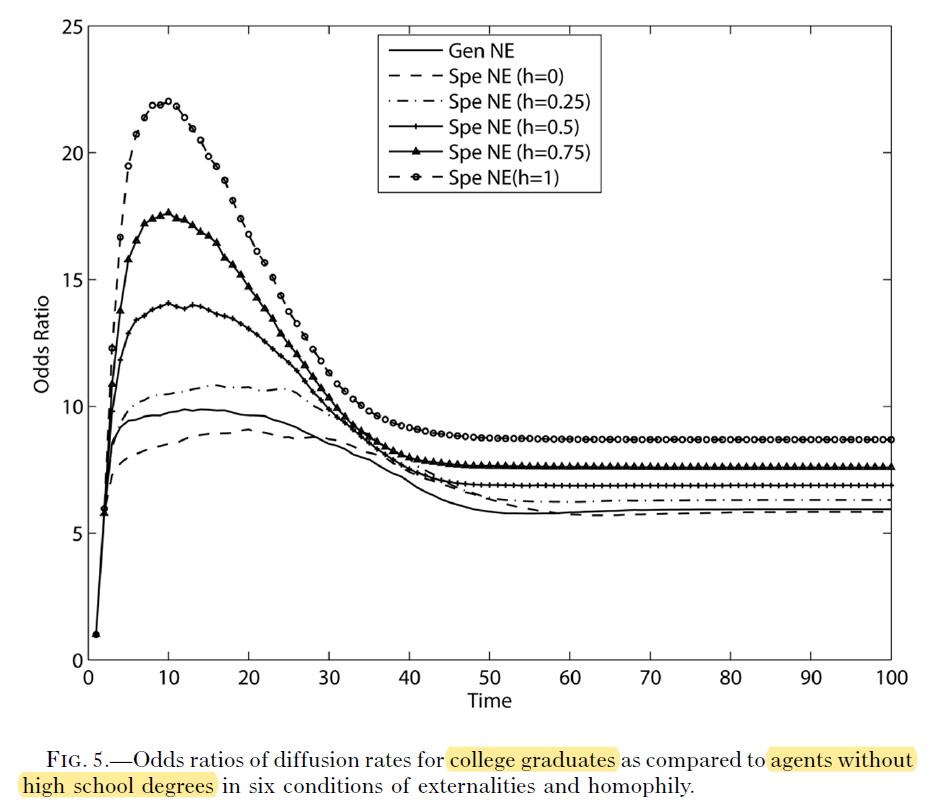 25
20
15
10
5
0
Odds Ratio
Gen NE
Spe NE (h=0)
Spe NE (h=0.25)
Spe NE (h=0.5)
Spe NE (h=0.75)
Spe NE(h=1)
0 10 20 30 40 50 60 70 80 90 100
Time
FIG. 5.—Odds ratios of diffusion rates for college graduates as compared to agents without
high school degrees in six conditions of externalities and homophily.